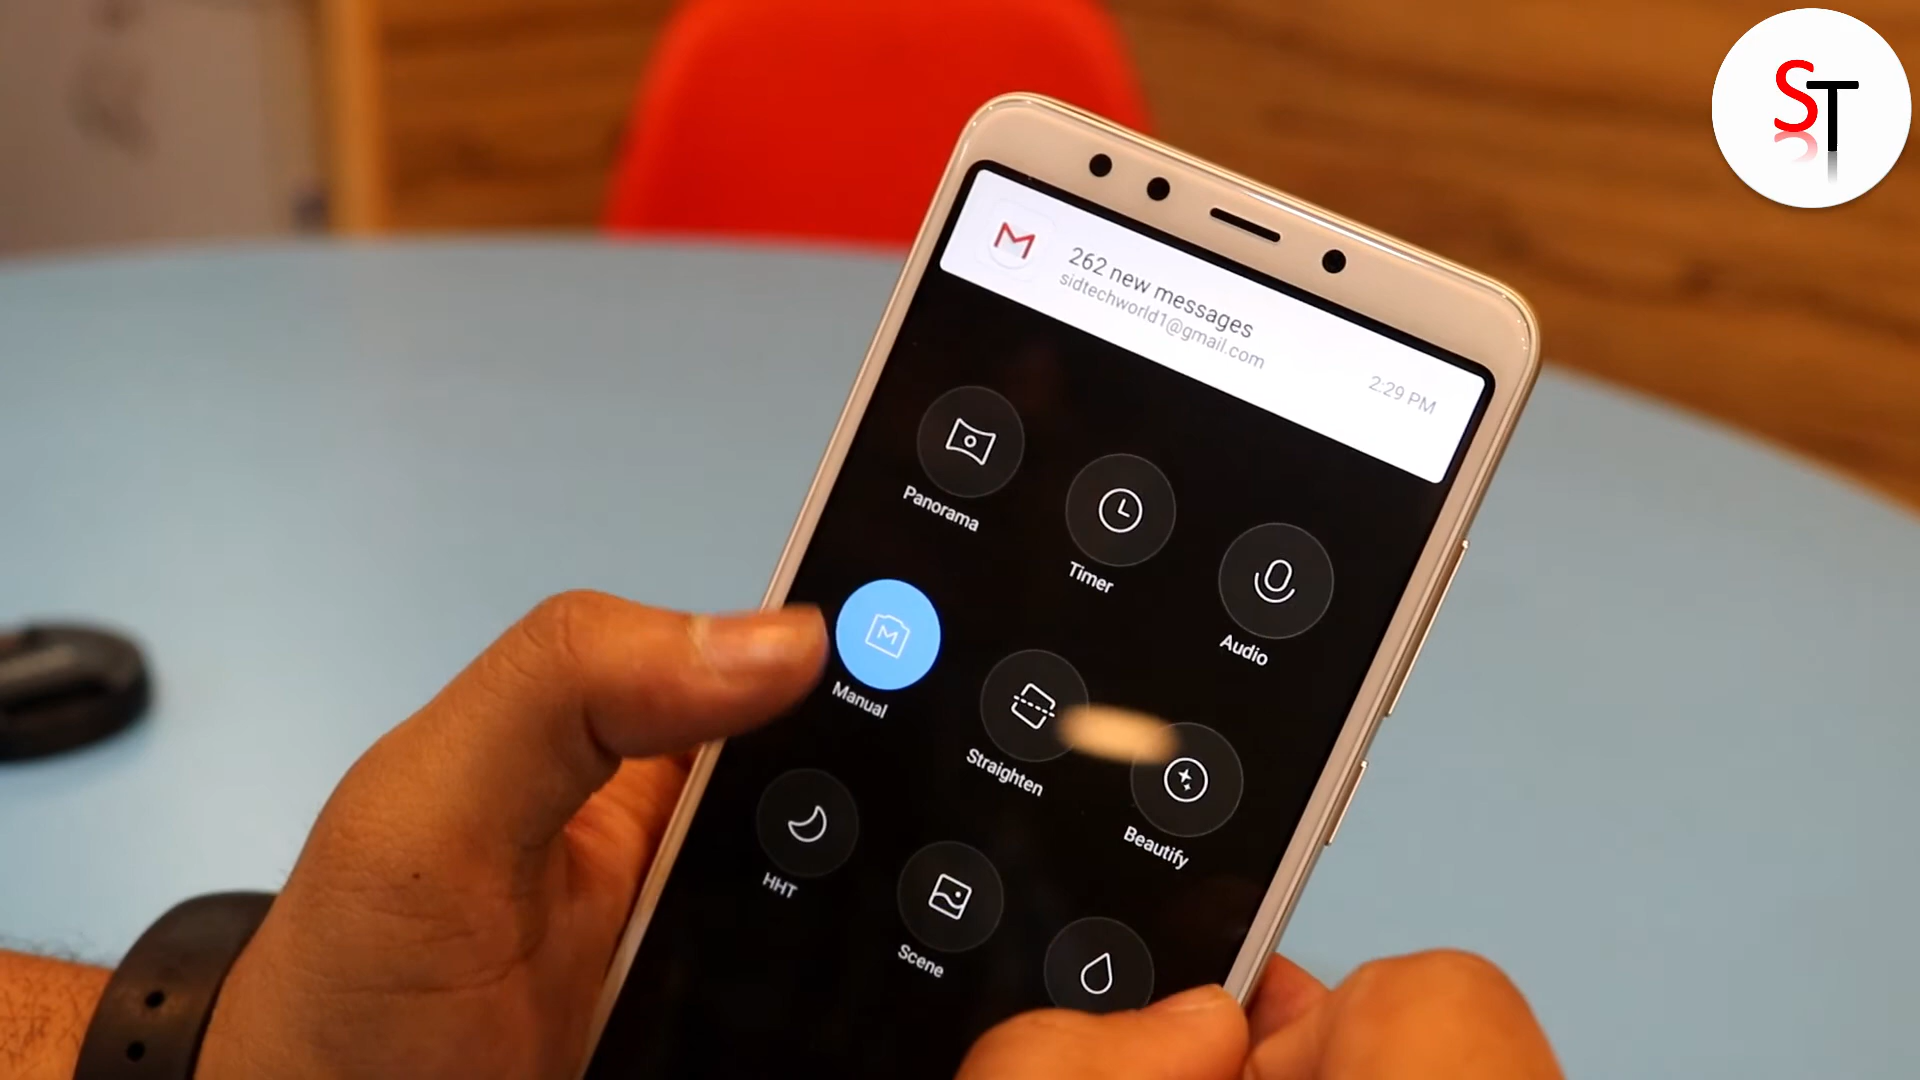 ST
262 new messages
sidtechworld1@gmail.com
2:29 PM
Panorama
Timer
Audio
Manual
Straighten
Beautify
HHT
Scene